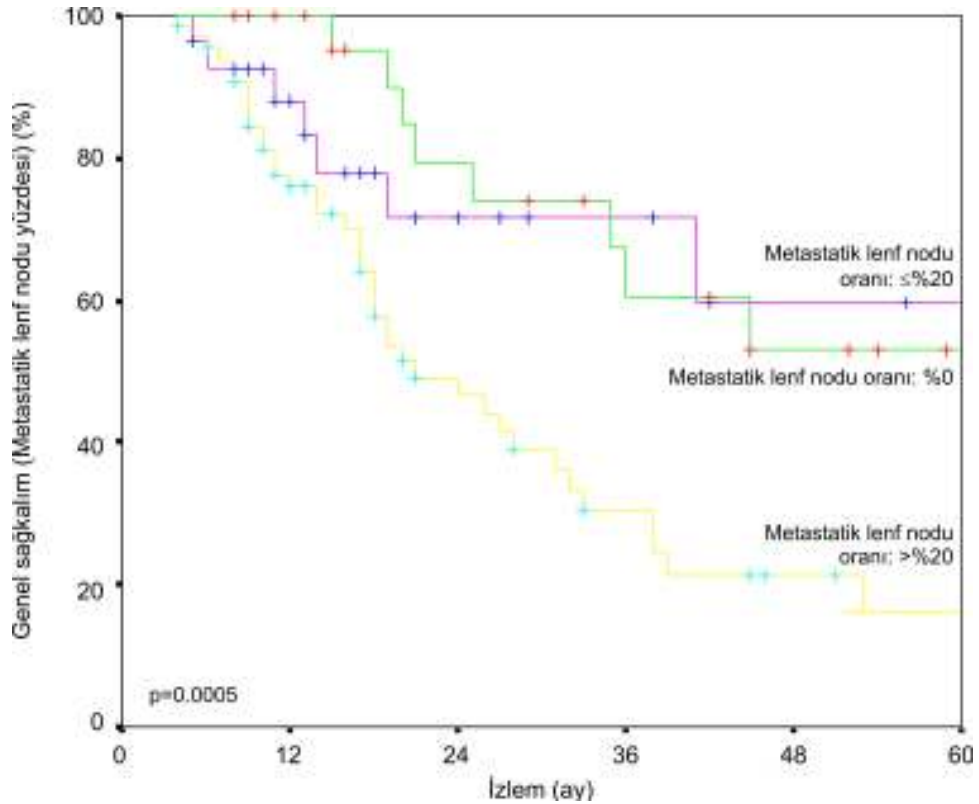 Genel sağkalım (Metastatik lenf nodu yüzdesi) (%)
100
80
60
40
20
0
Metastatik lenf nodu
oranı: ≤%20
Metastatik lenf nodu oranı: %0
Metastatik lenf nodu
oranı: >%20
p=0.0005
0 12 24 36 48 60
İzlem (ay)